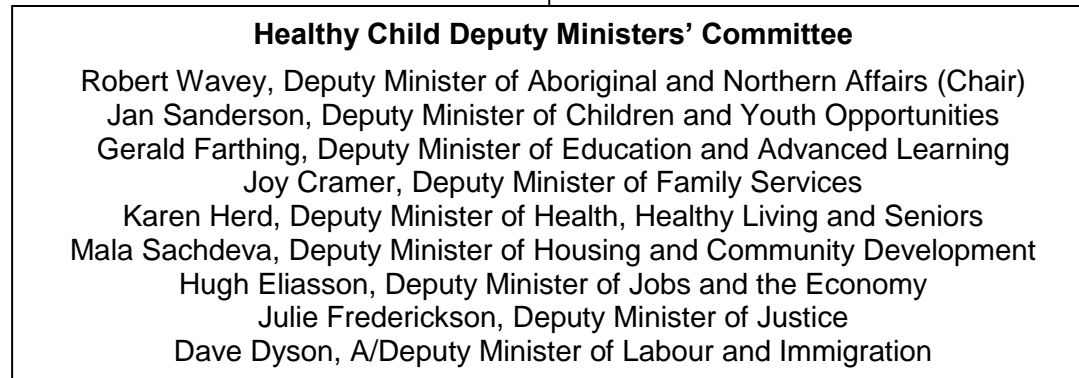 Healthy Child Deputy Ministers’ Committee
Robert Wavey, Deputy Minister of Aboriginal and Northern Affairs (Chair)
Jan Sanderson, Deputy Minister of Children and Youth Opportunities
Gerald Farthing, Deputy Minister of Education and Advanced Learning
Joy Cramer, Deputy Minister of Family Services
Karen Herd, Deputy Minister of Health, Healthy Living and Seniors
Mala Sachdeva, Deputy Minister of Housing and Community Development
Hugh Eliasson, Deputy Minister of Jobs and the Economy
Julie Frederickson, Deputy Minister of Justice
Dave Dyson, A/Deputy Minister of Labour and Immigration